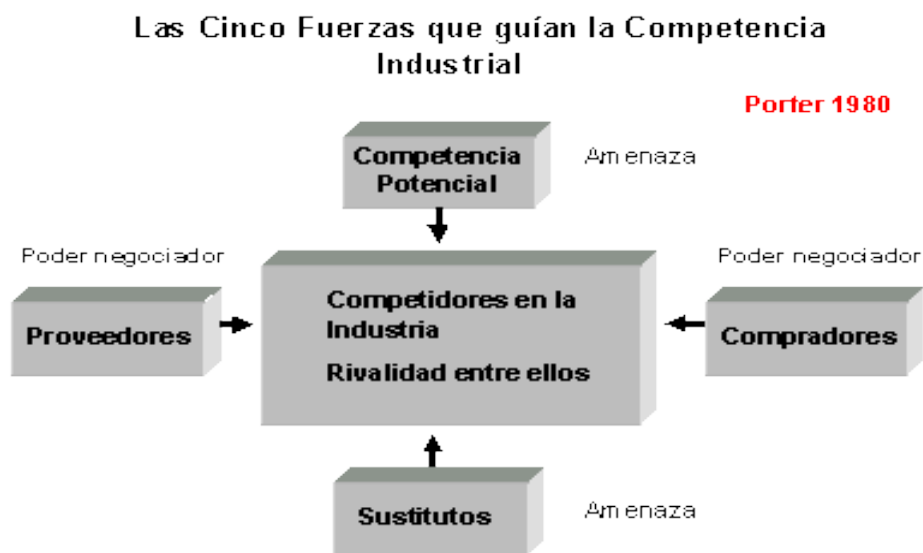 Las Cinco Fuerzas que guían la Competencia
Industrial
Porter 1980
Competencia
Potencial
Amenaza
Poder negociador
Poder negociador
Proveedores
Competidores en la
Industria
Rivalidad entre ellos
Compradores
Sustitutos
Amenaza